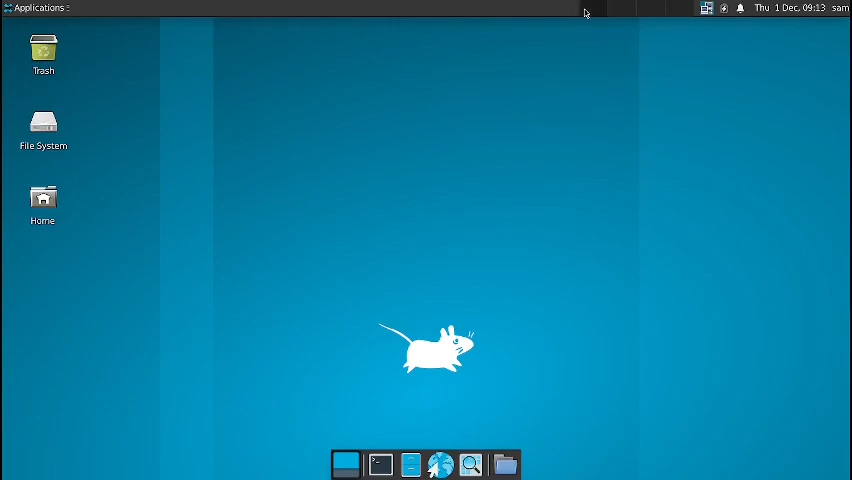 Applications
Thu 1 Dec, 09:13 sam
Trash
File System
Home